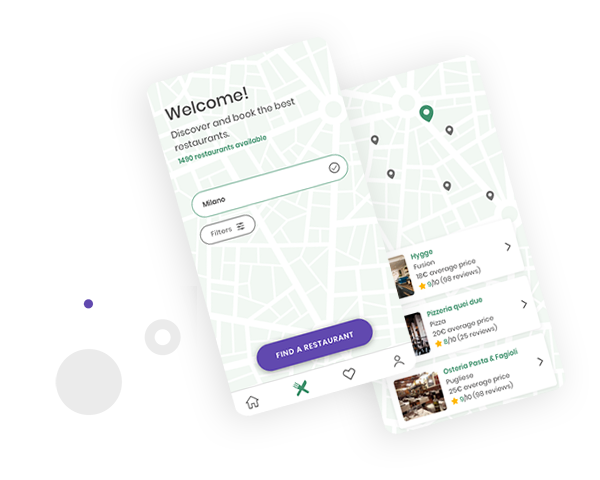 Welcome!
Discover and book the best
restaurants.
1490 restaurants available
Milano
Filters
FIND A RESTAURANT
Hygge
Fusion
18€ average price
9/10 (98 reviews)
Pizzeria quei due
Pizza
20€ average price
8/10 (25 reviews)
Osteria Pasta & Fagioli
Pugliese
25€ average price
9/10 (98 reviews)